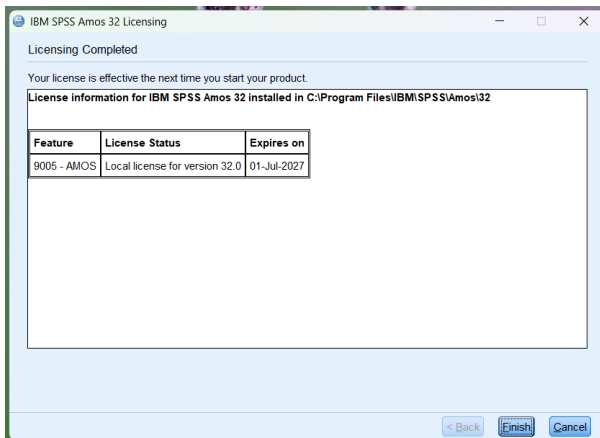 IBM SPSS Amos 32 Licensing
Licensing Completed
Your license is effective the next time you start your product.
License information for IBM SPSS Amos 32 installed in C:\Program Files\IBM\SPSS\Amos\32
Feature License Status Expires on
9005 - AMOS Local license for version 32.0 01-Jul-2027
< Back Finish Cancel